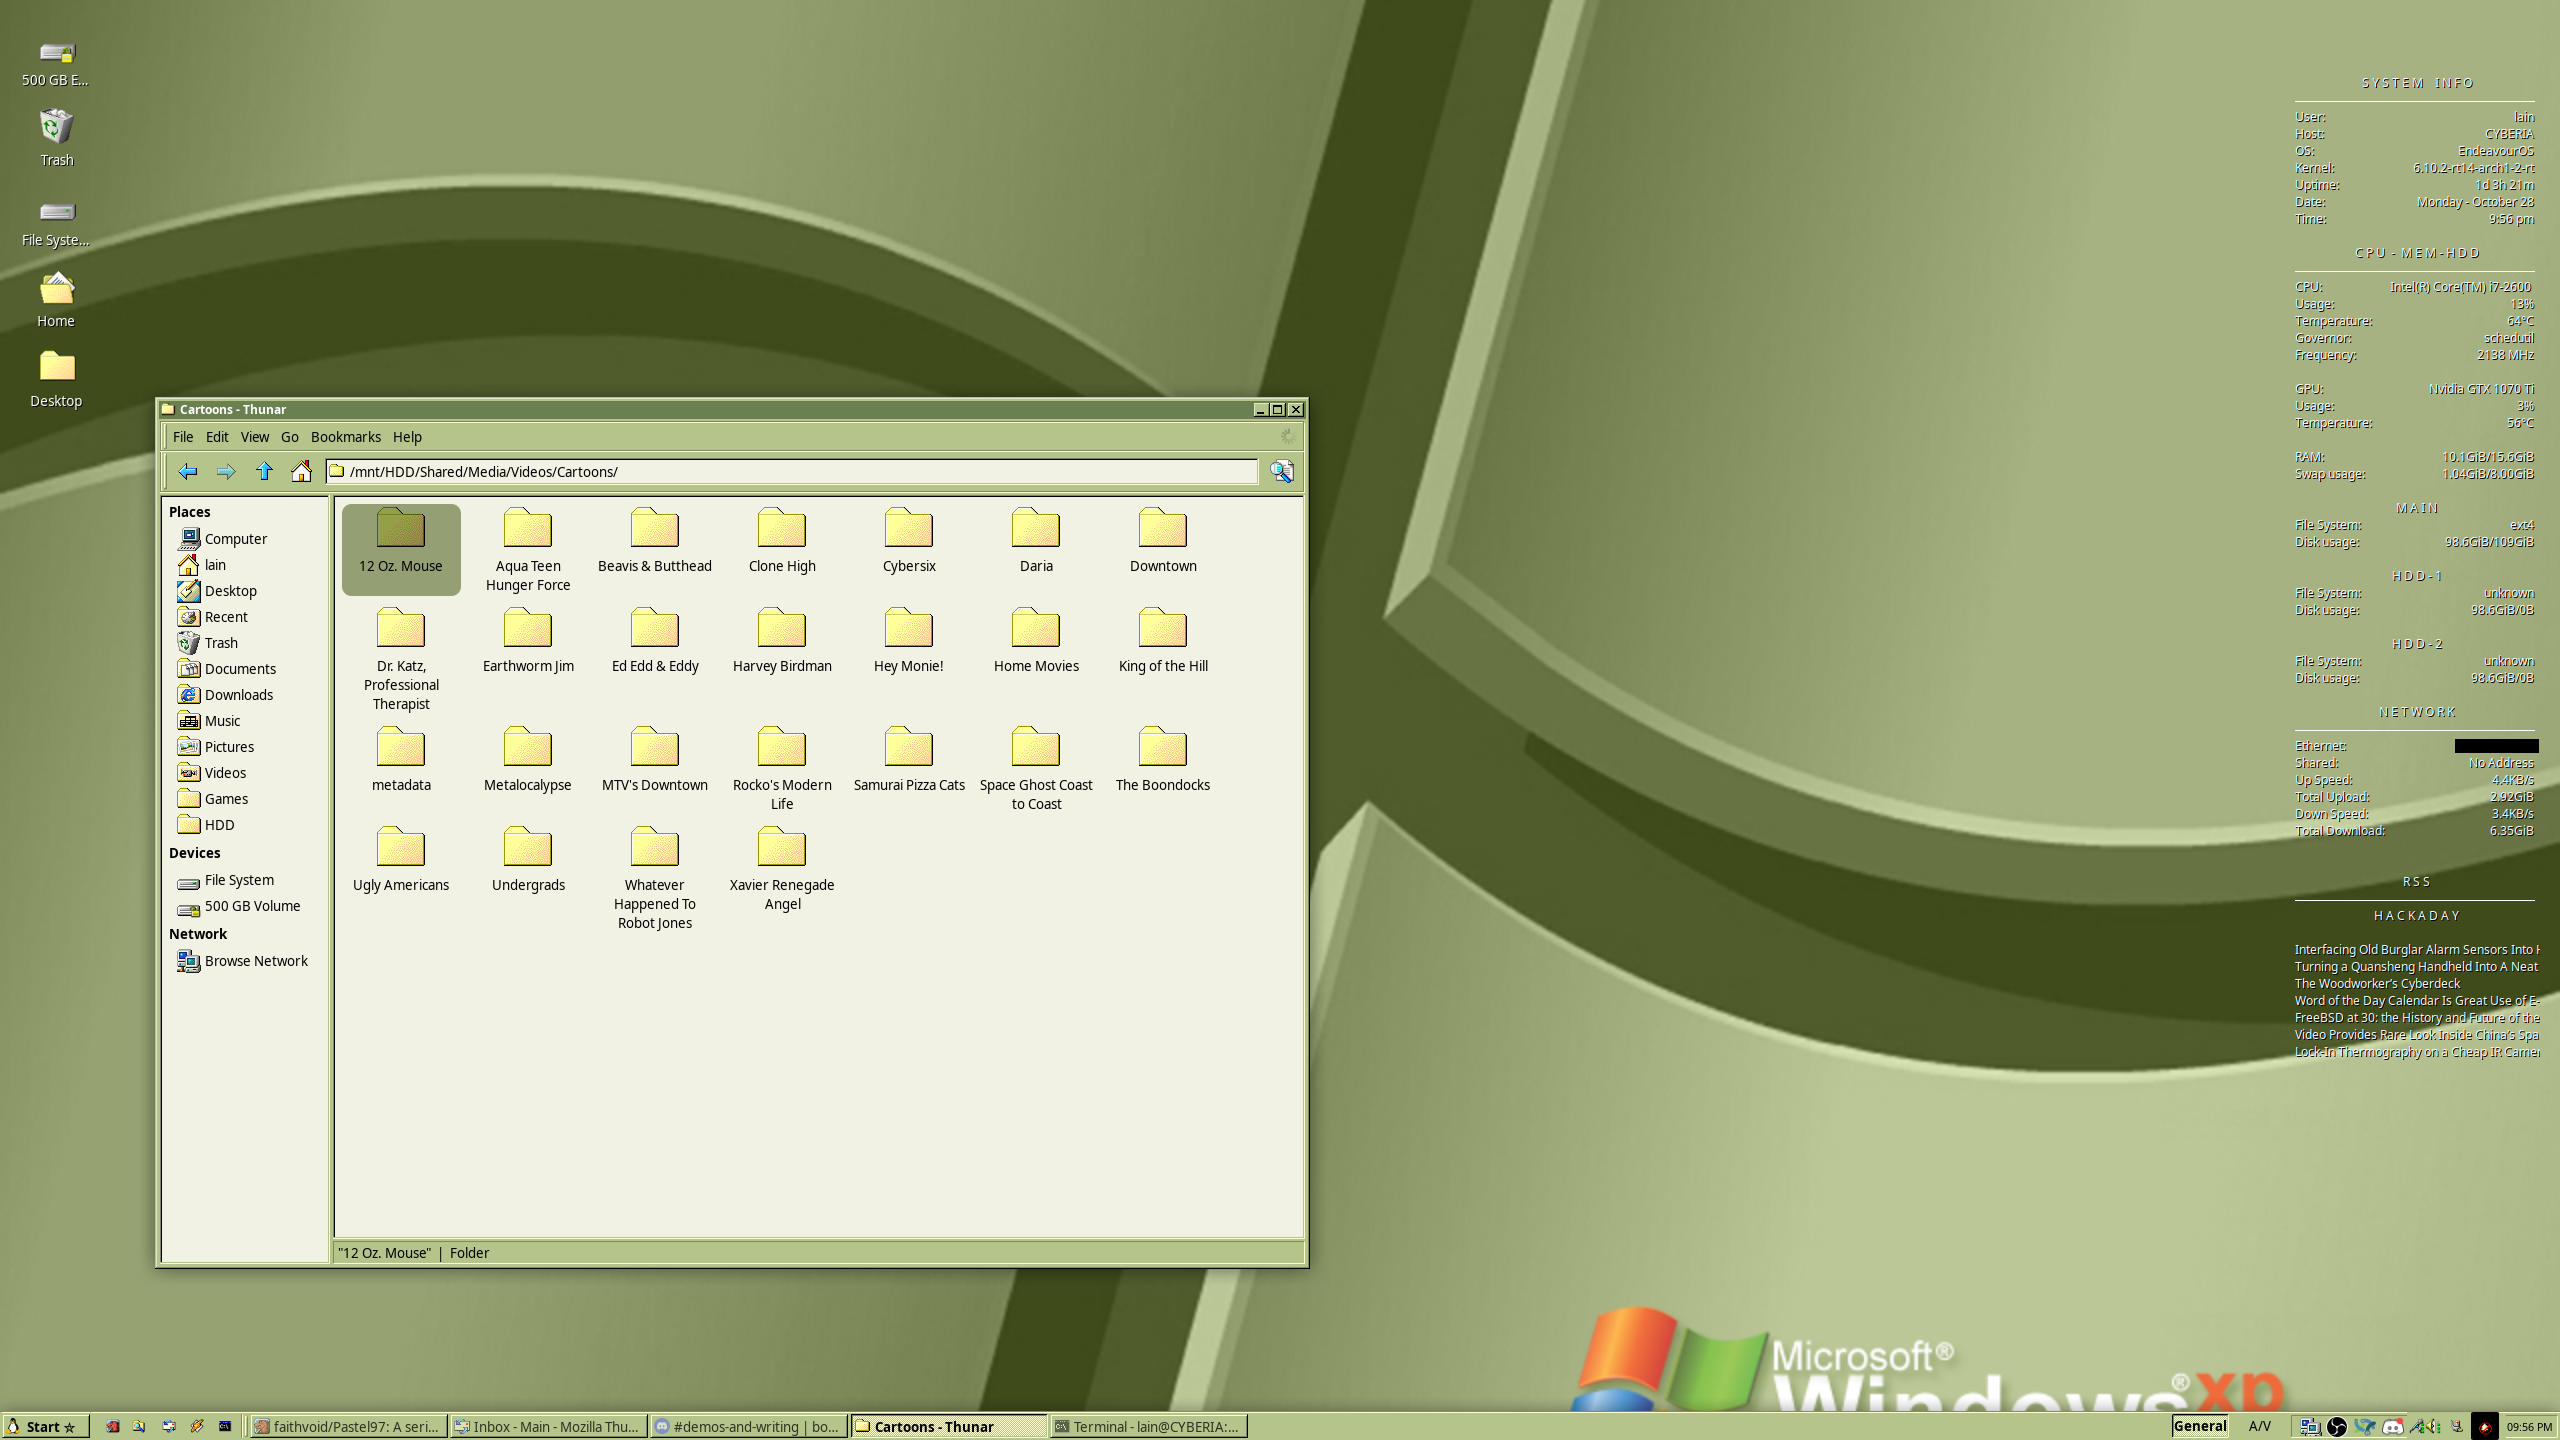 500 GB E...
Trash
File Syste...
Home
Desktop
Cartoons - Thunar
File Edit View Go Bookmarks Help
/mnt/HDD/Shared/Media/Videos/Cartoons/
Places
Computer
lain
Desktop
Recent
Trash
Documents
Downloads
Music
Pictures
Videos
Games
HDD
Devices
File System
500 GB Volume
Network
Browse Network
12 Oz. Mouse
Aqua Teen
Hunger Force
Beavis & Butthead
Clone High
Cybersix
Daria
Downtown
Dr. Katz,
Professional
Therapist
Earthworm Jim
Ed Edd & Eddy
Harvey Birdman
Hey Monie!
Home Movies
King of the Hill
metadata
Metalocalypse
MTV's Downtown
Rocko's Modern
Life
Samurai Pizza Cats
Space Ghost Coast
to Coast
The Boondocks
Ugly Americans
Undergrads
Whatever
Happened To
Robot Jones
Xavier Renegade
Angel
"12 Oz. Mouse" | Folder
SYSTEM INFO
User: lain
Host: CYBERIA
OS: EndeavourOS
Kernel: 6.10.2-rt14-arch1-2-rt
Uptime: 1d 3h 21m
Date: Monday - October 28
Time: 9:56 pm
CPU-MEM-HDD
CPU: Intel(R) Core(TM) i7-2600
Usage: 13%
Temperature: 64°C
Governor: schedutil
Frequency: 2138 MHz
GPU: Nvidia GTX 1070 Ti
Usage: 3%
Temperature: 56°C
RAM: 10.1GiB/15.6GiB
Swap usage: 1.04GiB/8.00GiB
MAIN
File System: ext4
Disk usage: 98.6GiB/109GiB
HDD-1
File System: unknown
Disk usage: 98.6GiB/0B
HDD-2
File System: unknown
Disk usage: 98.6GiB/0B
NETWORK
Ethernet:
Shared: No Address
Up Speed: 4.4KB/s
Total Upload: 2.92GiB
Down Speed: 3.4KB/s
Total Download: 6.35GiB
RSS
HACKADAY
Interfacing Old Burglar Alarm Sensors Into
Turning a Quansheng Handheld Into A Neat
The Woodworker's Cyberdeck
Word of the Day Calendar Is Great Use of E-
FreeBSD at 30: the History and Future of the
Video Provides Rare Look Inside China's Spa
Lock-In Thermography on a Cheap IR Camer
Microsoft®
Windows® xp
Start ☆
faithvoid/Pastel97: A seri...
Inbox - Main - Mozilla Thu...
#demos-and-writing | bo...
Cartoons - Thunar
Terminal - lain@CYBERIA:...
General
A/V
09:56 PM